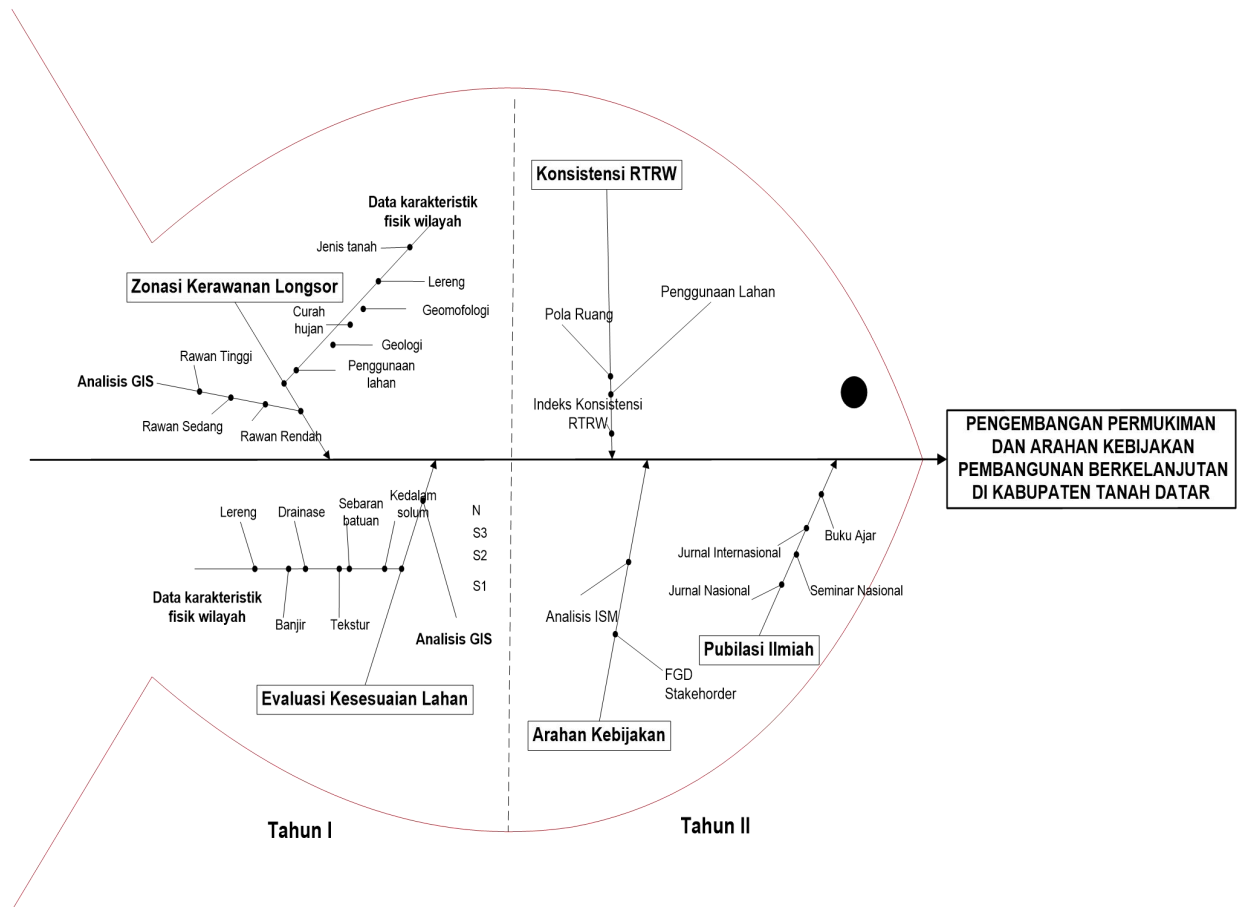 Konsistensi RTRW
Data karakteristik
fisik wilayah
Jenis tanah
Zonasi Kerawanan Longsor
Lereng
Curah
hujan
Geomofologi
Geologi
Penggunaan
lahan
Rawan Tinggi
Analisis GIS
Rawan Sedang
Rawan Rendah
Penggunaan Lahan
Pola Ruang
Indeks Konsistensi
RTRW
PENGEMBANGAN PERMUKIMAN
DAN ARAHAN KEBIJAKAN
PEMBANGUNAN BERKELANJUTAN
DI KABUPATEN TANAH DATAR
Lereng
Drainase
Sebaran
batuan
Kedalam
solum
N
S3
S2
S1
Data karakteristik
fisik wilayah
Banjir
Tekstur
Analisis GIS
Evaluasi Kesesuaian Lahan
Buku Ajar
Jurnal Internasional
Jurnal Nasional
Seminar Nasional
Pubilasi Ilmiah
Analisis ISM
FGD
Stakehorder
Arahan Kebijakan
Tahun I
Tahun II